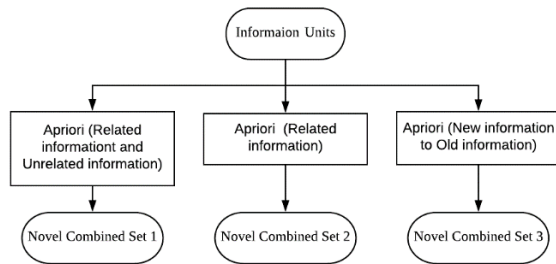 Informaion Units
Apriori (Related
informationt and
Unrelated information)
Apriori (Related
information)
Apriori (New information
to Old information)
Novel Combined Set 1
Novel Combined Set 2
Novel Combined Set 3